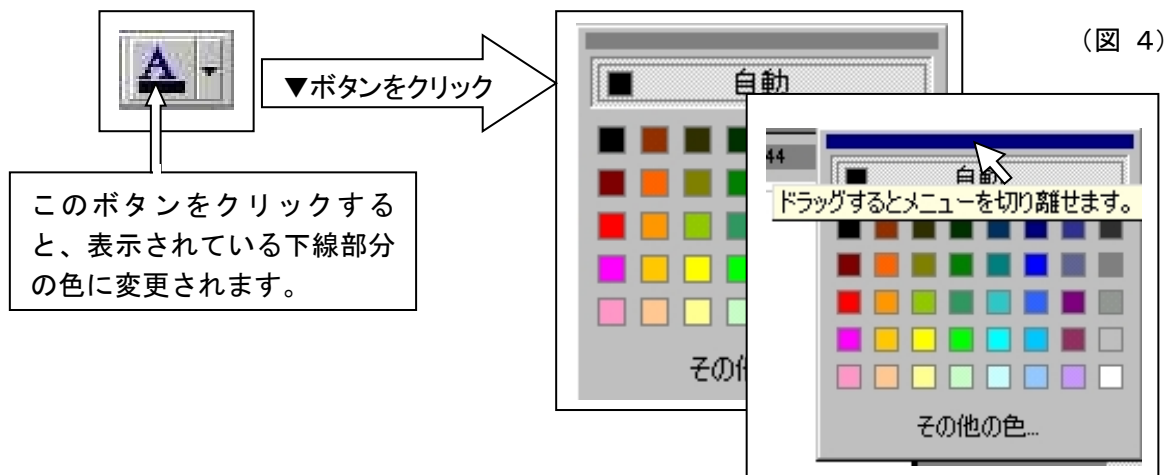 (図 4)
A
▼ボタンをクリック
自動
このボタンをクリックする
と、表示されている下線部分
の色に変更されます。
その他
44
自動
ドラッグするとメニューを切り離せます。
その他の色...